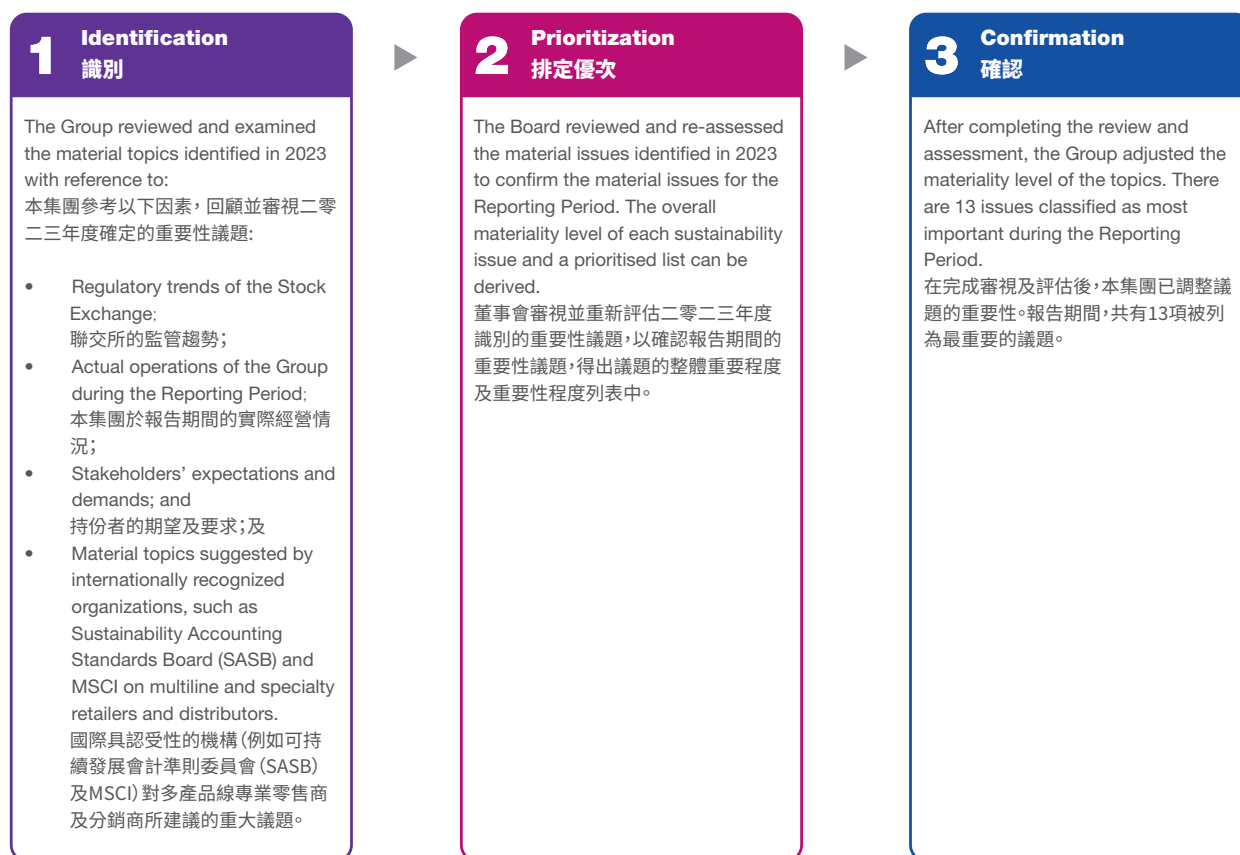 1
Identification
識別
The Group reviewed and examined
the material topics identified in 2023
with reference to:
本集團參考以下因素，回顧並審視二零
二三年度確定的重要性議題:
• Regulatory trends of the Stock
Exchange;
聯交所的監管趨勢；
• Actual operations of the Group
during the Reporting Period;
本集團於報告期間的實際經營情
況；
• Stakeholders’ expectations and
demands; and
持份者的期望及要求；及
• Material topics suggested by
internationally recognized
organizations, such as
Sustainability Accounting
Standards Board (SASB) and
MSCI on multiline and specialty
retailers and distributors.
國際具認受性的機構（例如可持
續發展會計準則委員會（SASB）
及MSCI）對多產品線專業零售商
及分銷商所建議的重大議題。
2
Prioritization
排定優次
The Board reviewed and re-assessed
the material issues identified in 2023
to confirm the material issues for the
Reporting Period. The overall
materiality level of each sustainability
issue and a prioritised list can be
derived.
董事會審視並重新評估二零二三年度
識別的重要性議題，以確認報告期間的
重要性議題，得出議題的整體重要程度
及重要性程度列表中。
3
Confirmation
確認
After completing the review and
assessment, the Group adjusted the
materiality level of the topics. There
are 13 issues classified as most
important during the Reporting
Period.
在完成審視及評估後，本集團已調整議
題的重要性。報告期間，共有13項被列
為最重要的議題。